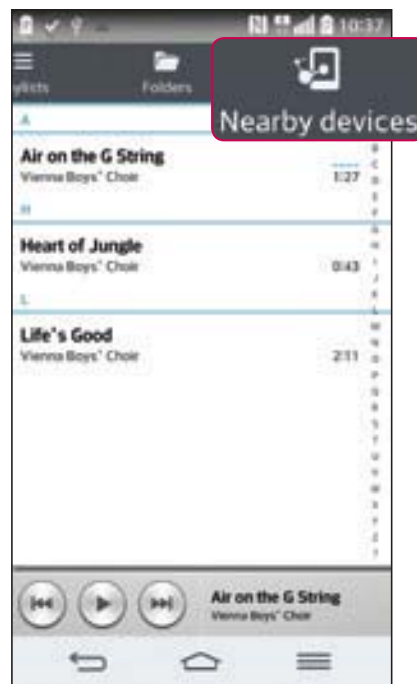 10:37
ylists Folders Nearby devices
A
Air on the G String
Vienna Boys' Choir 1:27
H
Heart of Jungle
Vienna Boys' Choir 0:43
L
Life's Good
Vienna Boys' Choir 2:11
Air on the G String
Vienna Boys' Choir